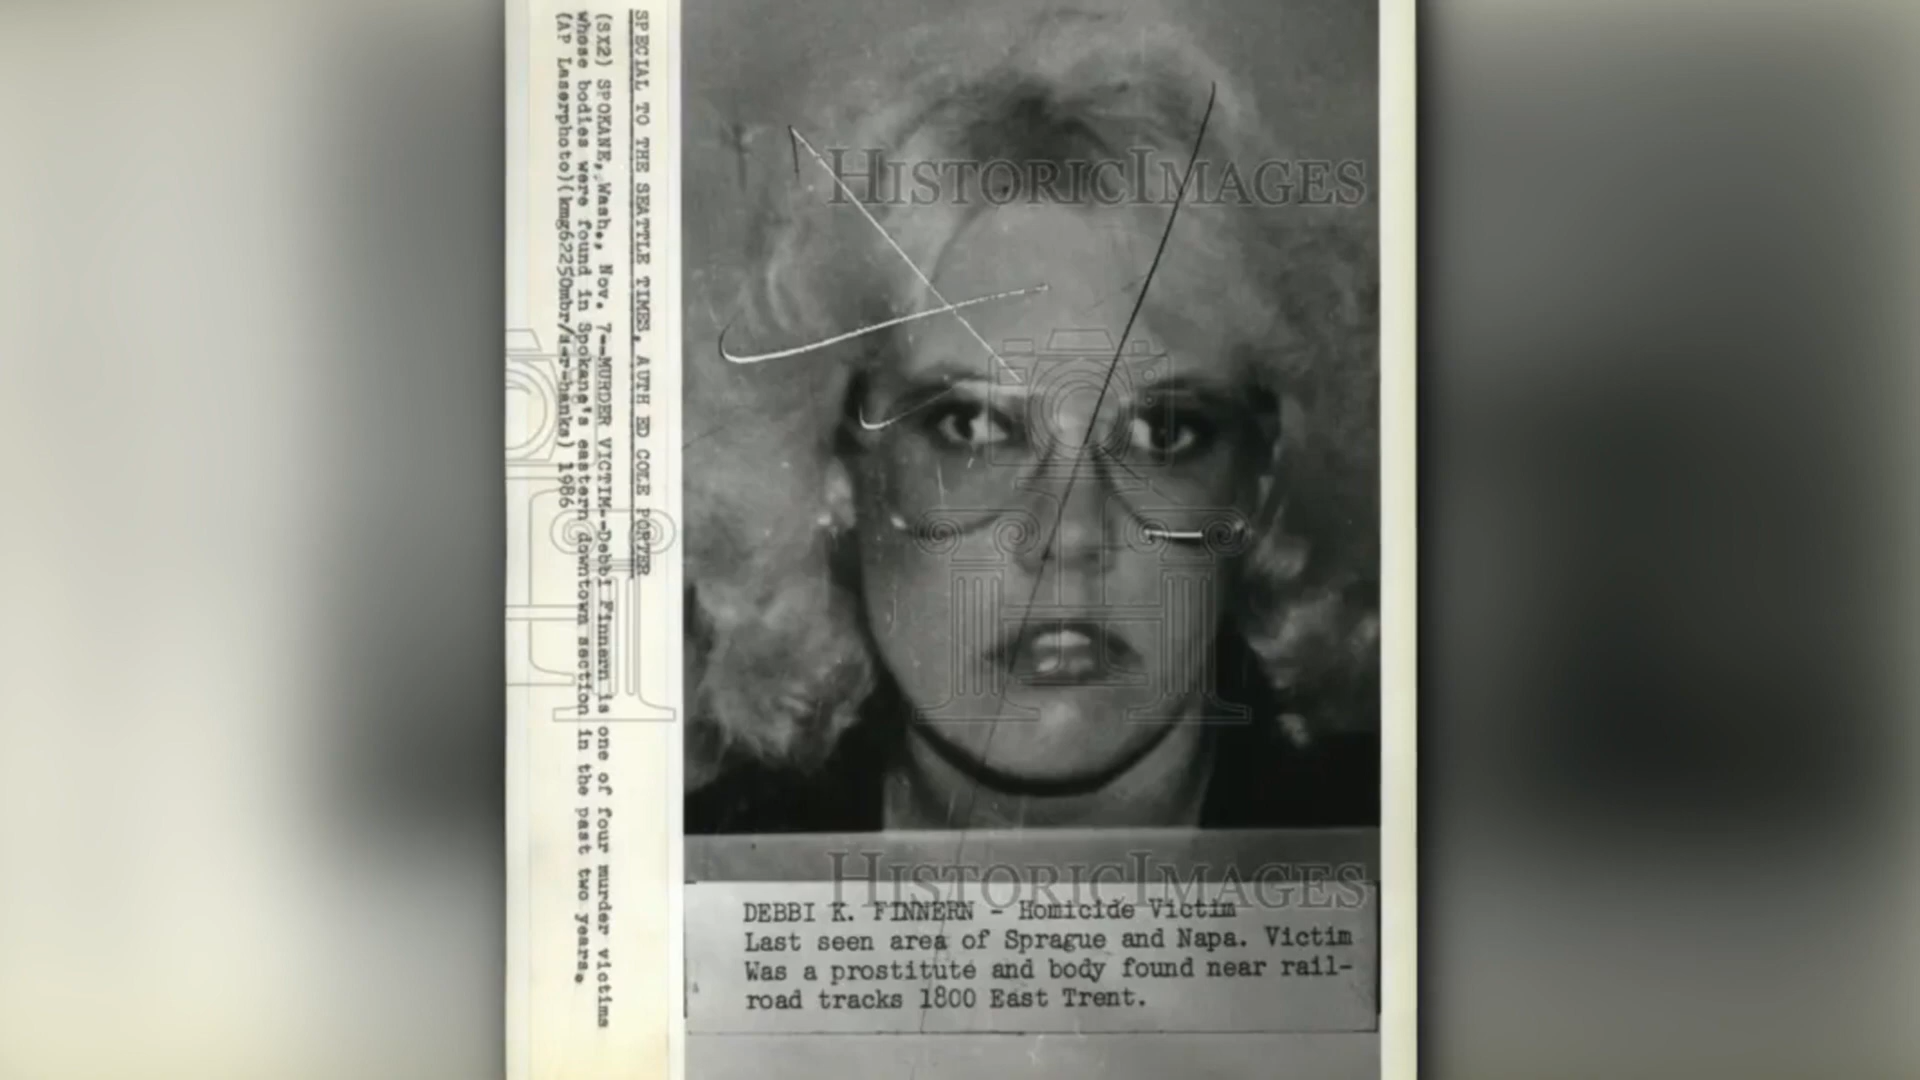 SPECIAL TO THE SEATTLE TIMES, AUTH ED COLE PORTER
(SX2) SPOKANE, Wash., Nov. 7--MURDER VICTIM--Debbi Finnern is one of four murder victims
whose bodies were found in Spokane's eastern downtown section in the past two years.
(AP Laserphoto)(kmg62250mbr/s-r-hanks) 1986
HISTORICIMAGES
HISTORICIMAGES
DEBBI K. FINNERN - Homicide Victim
Last seen area of Sprague and Napa. Victim
Was a prostitute and body found near rail-
road tracks 1800 East Trent.